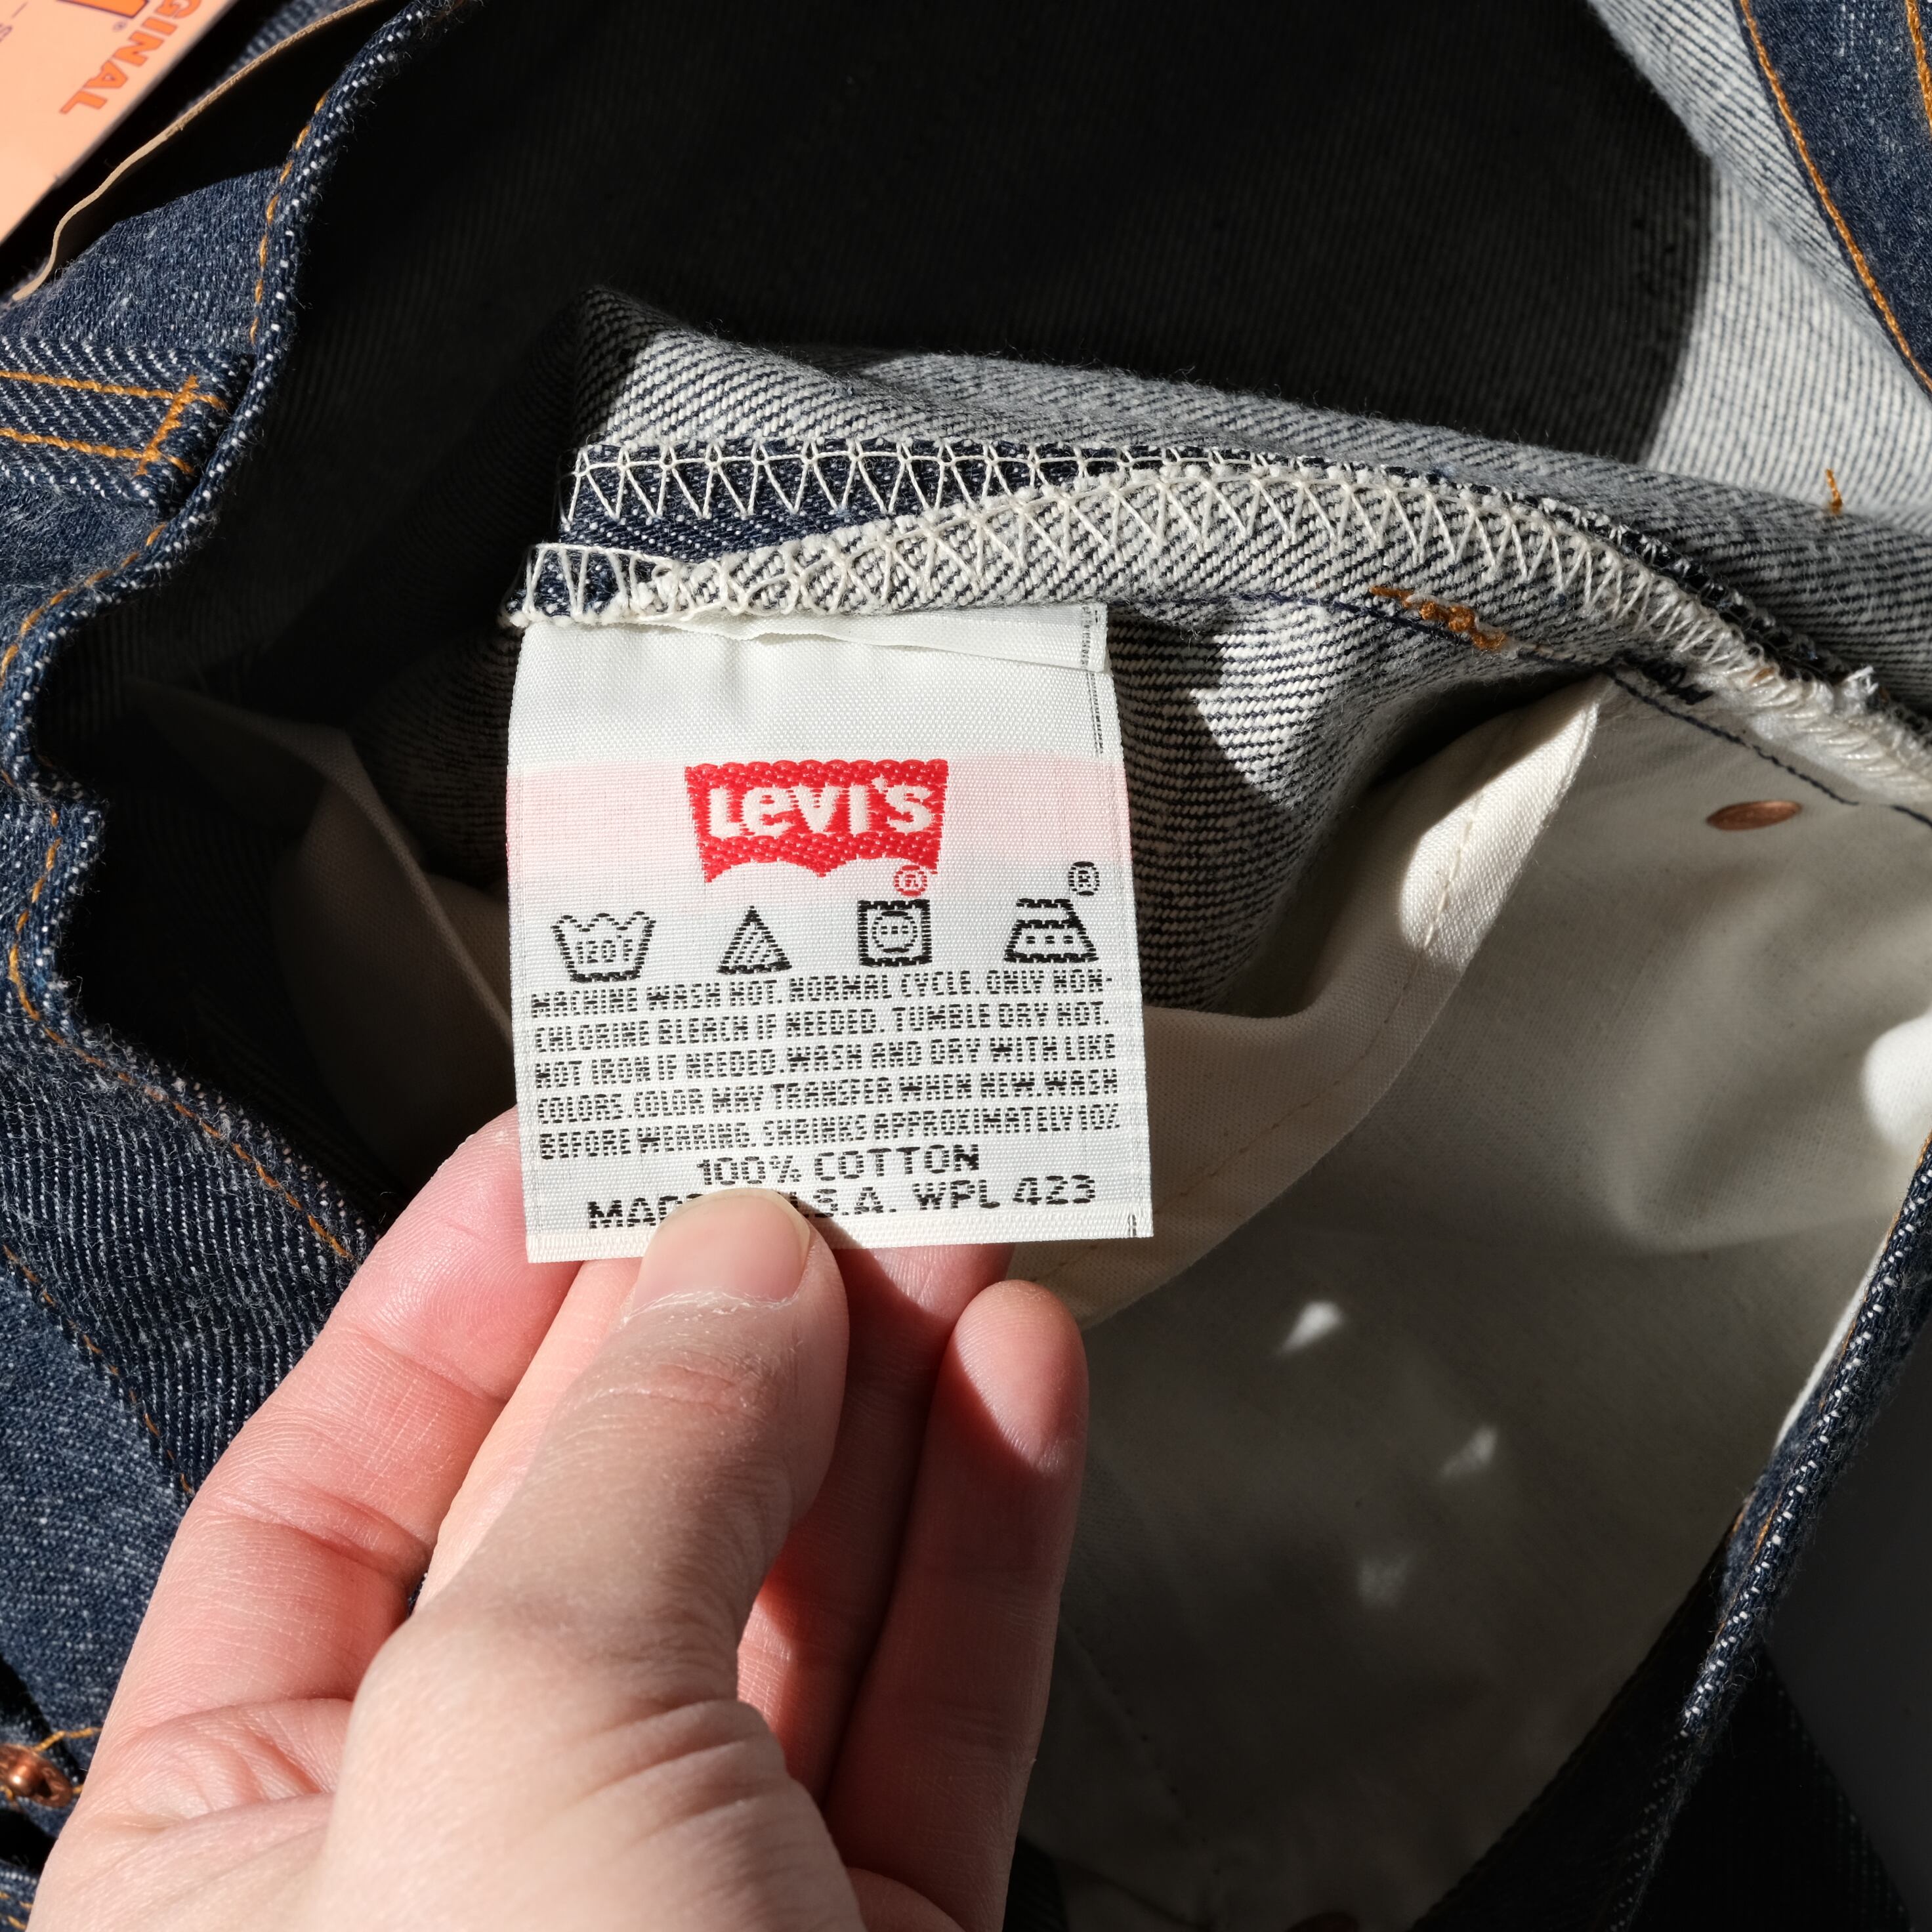 ORIGINAL
LEVI'S
®
®
120F
MACHINE WASH HOT. NORMAL CYCLE. ONLY NON-
CHLORINE BLEACH IF NEEDED. TUMBLE DRY HOT.
HOT IRON IF NEEDED. WASH AND DRY WITH LIKE
COLORS. COLOR MAY TRANSFER WHEN NEW. WASH
BEFORE WEARING. SHRINKS APPROXIMATELY 10%.
100% COTTON
U.S.A. WPL 423